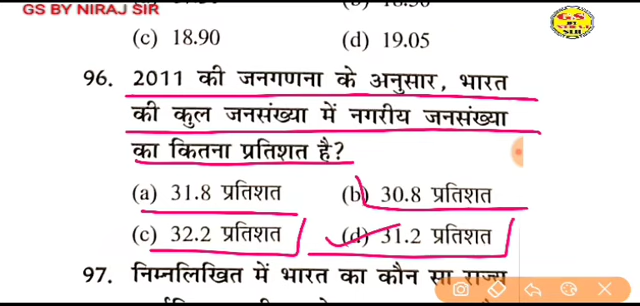 GS BY NIRAJ SIR
(c) 18.90 (d) 19.05
96. 2011 की जनगणना के अनुसार, भारत
की कुल जनसंख्या में नगरीय जनसंख्या
का कितना प्रतिशत है?
(a) 31.8 प्रतिशत (b) 30.8 प्रतिशत
(c) 32.2 प्रतिशत (d) 31.2 प्रतिशत
97. निम्नलिखित में भारत का कौन सा राज्य